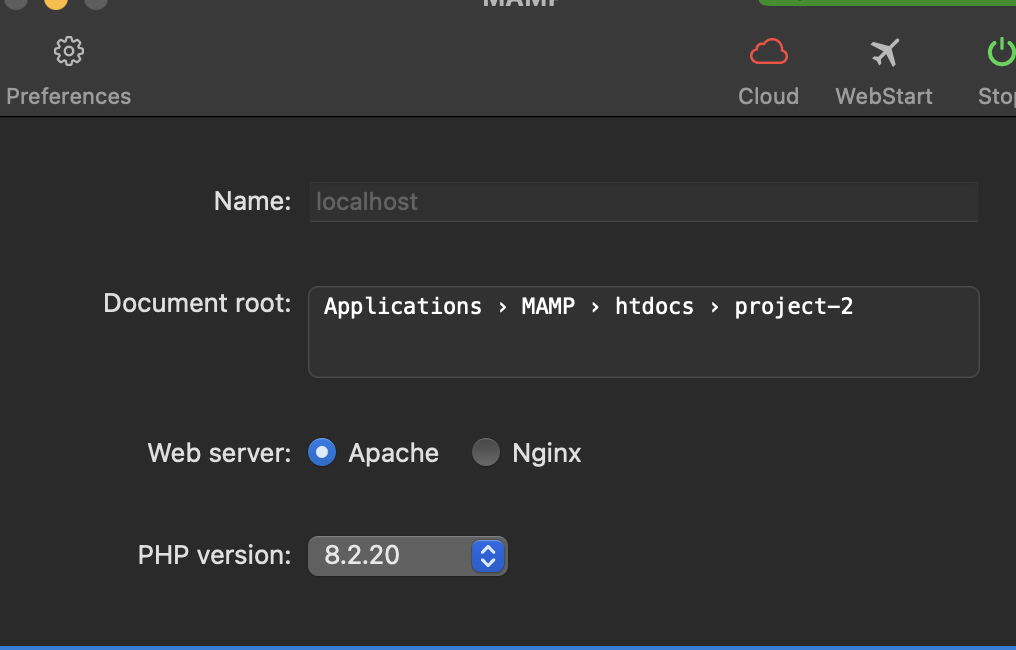 MAMP
Preferences
Cloud
WebStart
Stop
Name: localhost
Document root: Applications › MAMP › htdocs › project-2
Web server: Apache Nginx
PHP version: 8.2.20